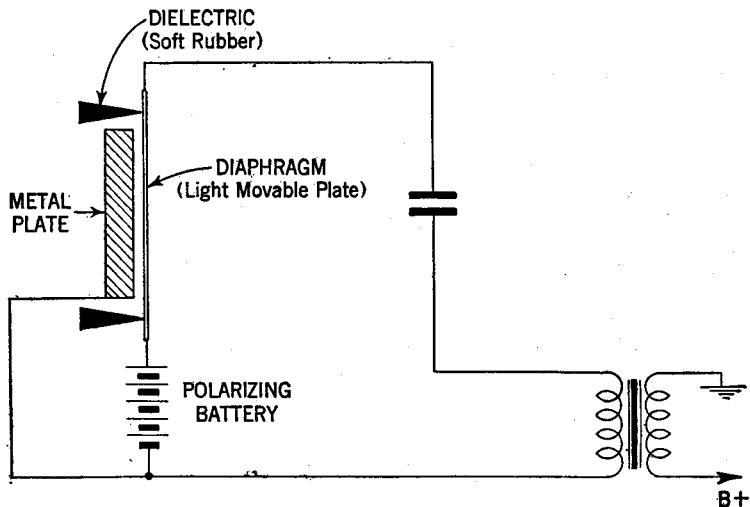 DIELECTRIC
(Soft Rubber)
DIAPHRAGM
(Light Movable Plate)
METAL
PLATE
POLARIZING
BATTERY
B+